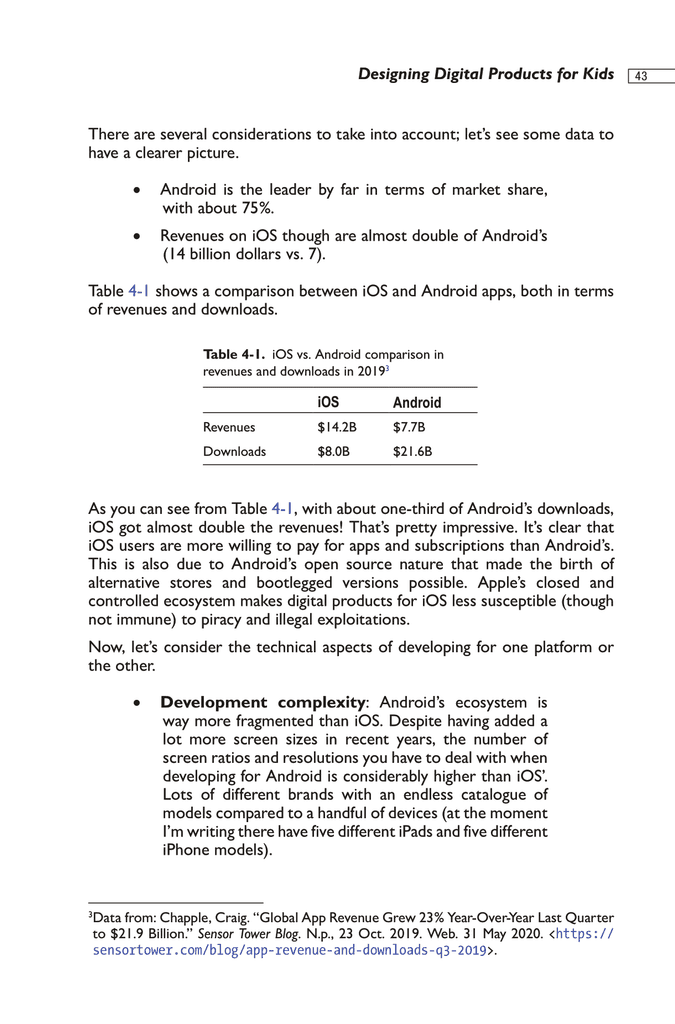 Designing Digital Products for Kids 43
There are several considerations to take into account; let’s see some data to
have a clearer picture.
• Android is the leader by far in terms of market share,
with about 75%.
• Revenues on iOS though are almost double of Android’s
(14 billion dollars vs. 7).
Table 4-1 shows a comparison between iOS and Android apps, both in terms
of revenues and downloads.
Table 4-1. iOS vs. Android comparison in
revenues and downloads in 2019³
iOS Android
Revenues $14.2B $7.7B
Downloads $8.0B $21.6B
As you can see from Table 4-1, with about one-third of Android’s downloads,
iOS got almost double the revenues! That’s pretty impressive. It’s clear that
iOS users are more willing to pay for apps and subscriptions than Android’s.
This is also due to Android’s open source nature that made the birth of
alternative stores and bootlegged versions possible. Apple’s closed and
controlled ecosystem makes digital products for iOS less susceptible (though
not immune) to piracy and illegal exploitations.
Now, let’s consider the technical aspects of developing for one platform or
the other.
• Development complexity: Android’s ecosystem is
way more fragmented than iOS. Despite having added a
lot more screen sizes in recent years, the number of
screen ratios and resolutions you have to deal with when
developing for Android is considerably higher than iOS’.
Lots of different brands with an endless catalogue of
models compared to a handful of devices (at the moment
I’m writing there have five different iPads and five different
iPhone models).
³Data from: Chapple, Craig. “Global App Revenue Grew 23% Year-Over-Year Last Quarter
to $21.9 Billion.” Sensor Tower Blog. N.p., 23 Oct. 2019. Web. 31 May 2020. <https://
sensortower.com/blog/app-revenue-and-downloads-q3-2019>.